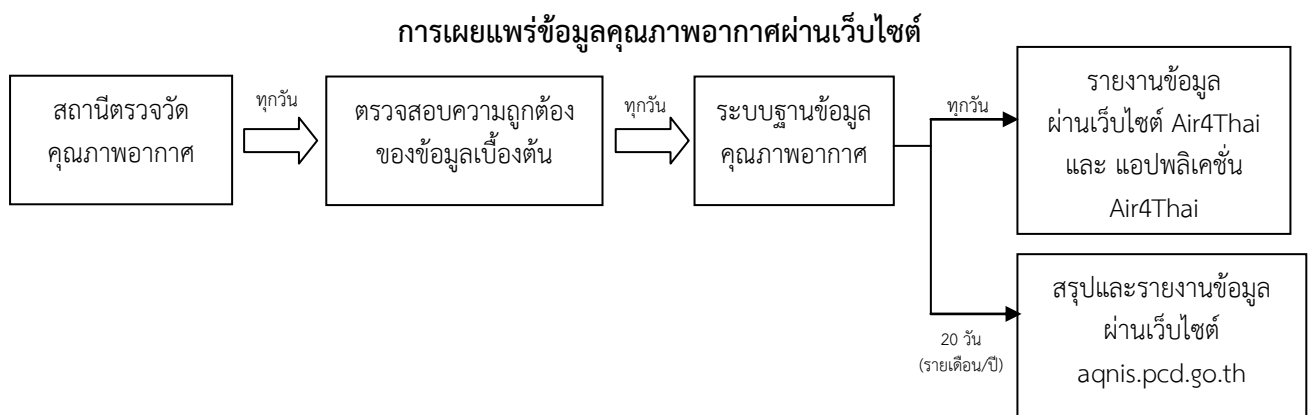 การเผยแพร่ข้อมูลคุณภาพอากาศผ่านเว็บไซต์
สถานีตรวจวัด
คุณภาพอากาศ
ทุกวัน
ตรวจสอบความถูกต้อง
ของข้อมูลเบื้องต้น
ทุกวัน
ระบบฐานข้อมูล
คุณภาพอากาศ
ทุกวัน
รายงานข้อมูล
ผ่านเว็บไซต์ Air4Thai
และ แอปพลิเคชั่น
Air4Thai
20 วัน
(รายเดือน/ปี)
สรุปและรายงานข้อมูล
ผ่านเว็บไซต์
aqnis.pcd.go.th